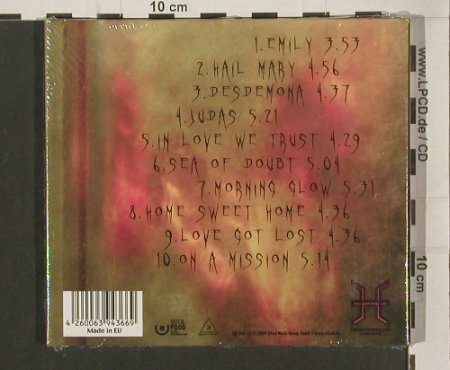 10 cm
1.EMILY 3.53
2.HAIL MARY 4.56
3.DESDEMONA 4.37
4.JUDAS 5.21
5.IN LOVE WE TRUST 4.29
6.SEA OF DOUBT 5.04
7.MORNING GLOW 5.31
8.HOME SWEET HOME 4.36
9.LOVE GOT LOST 4.36
10.ON A MISSION 5.14
4 260063 943669
Made in EU
SOUL
FOOD
www.LPCD.de / CD
10 cm